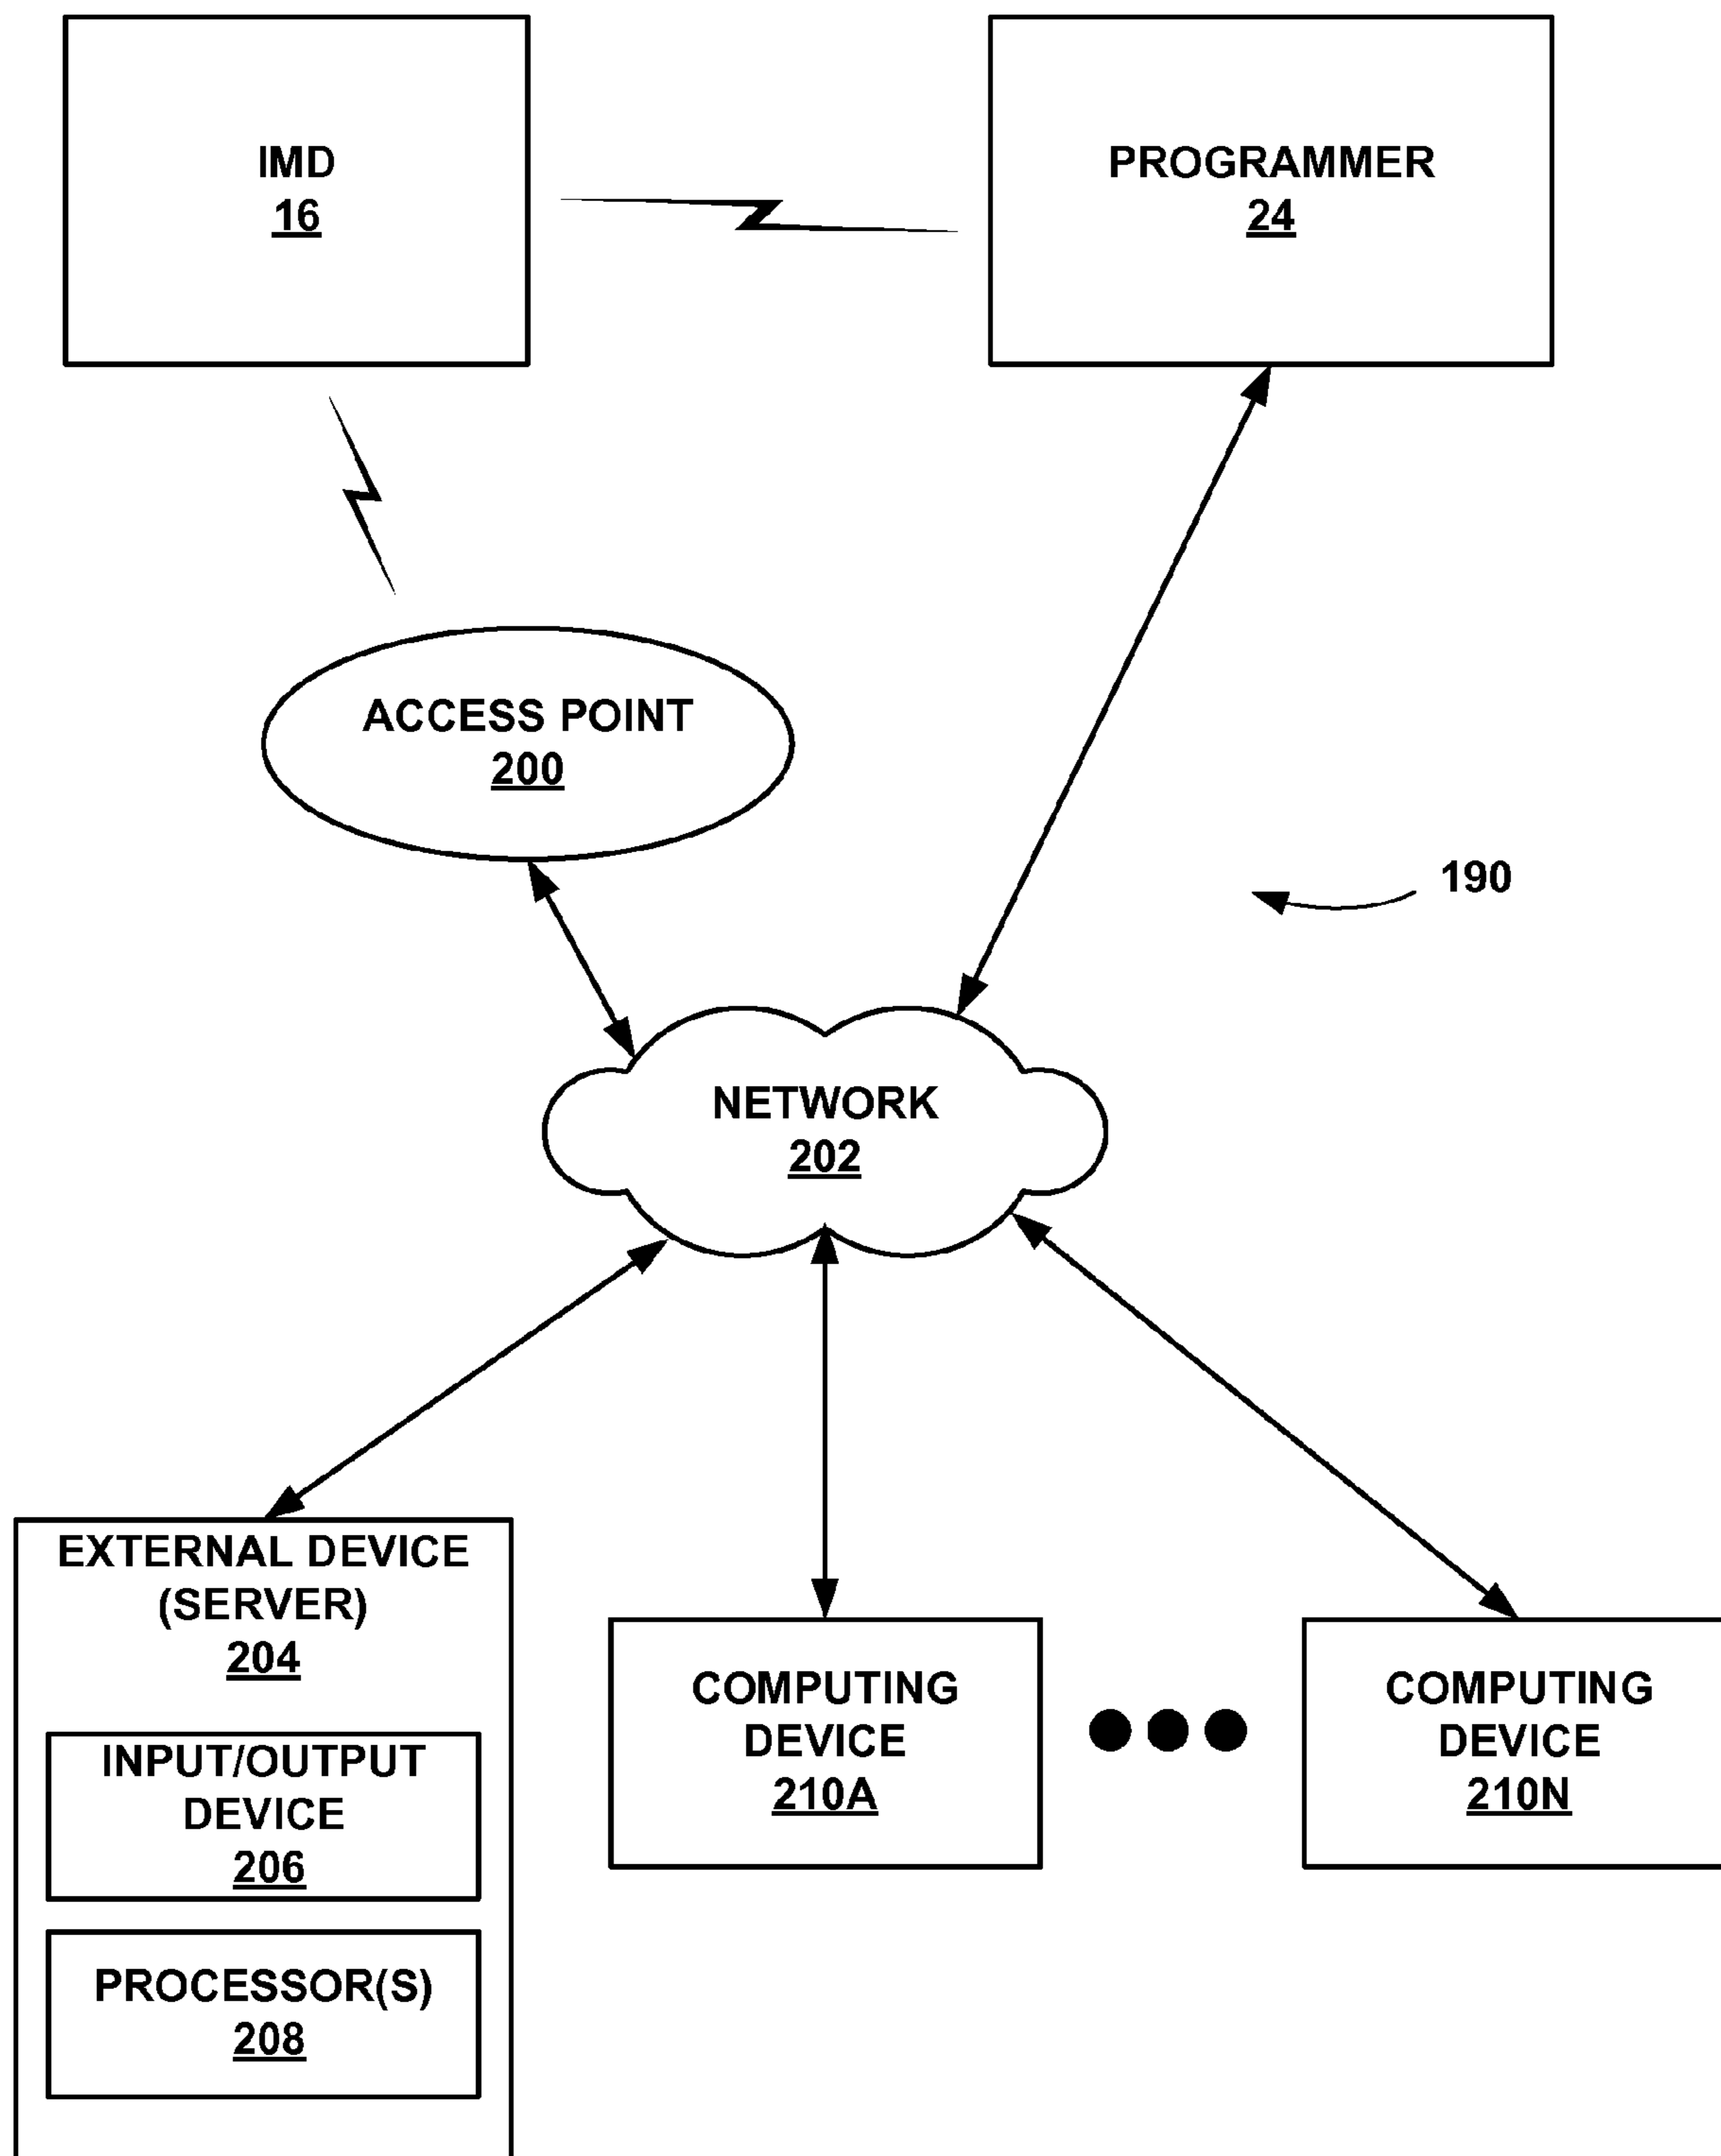 IMD
16
PROGRAMMER
24
ACCESS POINT
200
190
NETWORK
202
EXTERNAL DEVICE
(SERVER)
204
INPUT/OUTPUT
DEVICE
206
PROCESSOR(S)
208
COMPUTING
DEVICE
210A
COMPUTING
DEVICE
210N